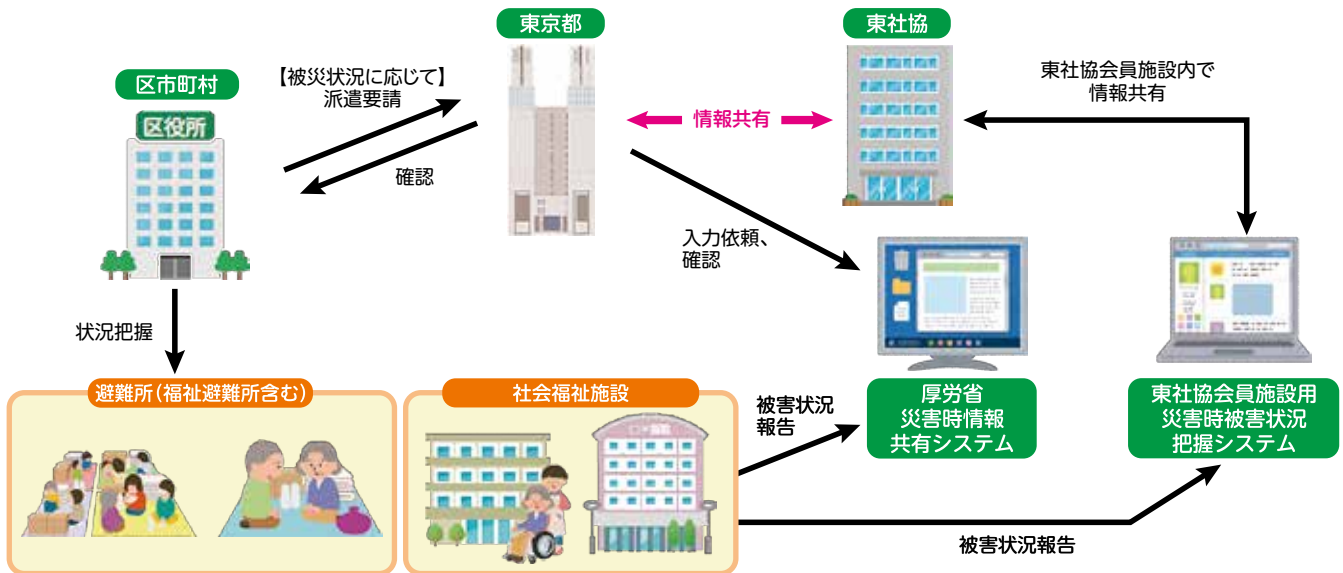 東京都
東社協
区市町村
区役所
【被災状況に応じて】
派遣要請
確認
情報共有
東社協会員施設内で
情報共有
入力依頼、
確認
状況把握
避難所（福祉避難所含む）
社会福祉施設
被害状況
報告
厚労省
災害時情報
共有システム
東社協会員施設用
災害時被害状況
把握システム
被害状況報告